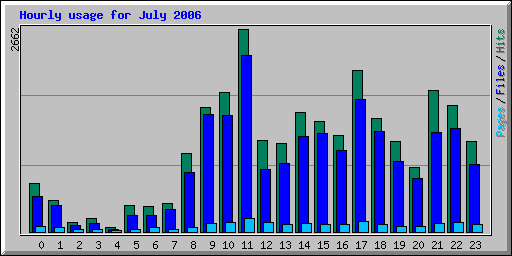 Hourly usage for July 2006
2662
Pages / Files / Hits
0 1 2 3 4 5 6 7 8 9 10 11 12 13 14 15 16 17 18 19 20 21 22 23